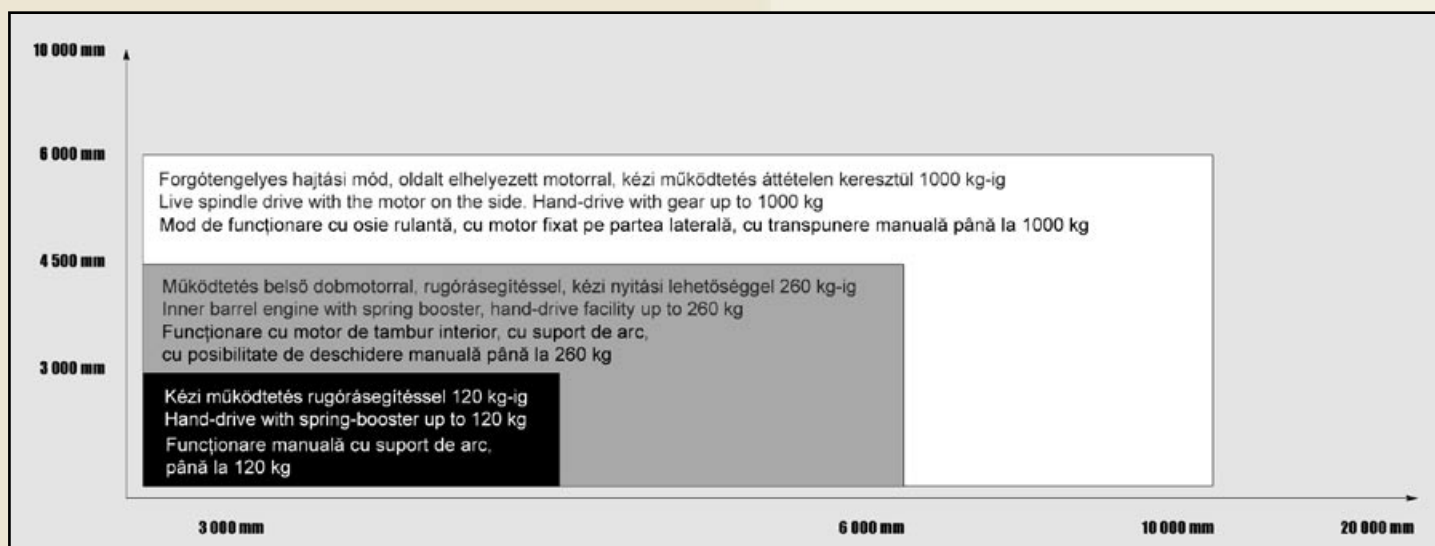 10 000 mm
6 000 mm
Forgótengelyes hajtási mód, oldalt elhelyezett motorral, kézi működtetés áttételen keresztül 1000 kg-ig
Live spindle drive with the motor on the side. Hand-drive with gear up to 1000 kg
Mod de funcționare cu osie rulantă, cu motor fixat pe partea laterală, cu transpunere manuală până la 1000 kg
4 500 mm
Működtetés belső dobmotorral, rugórásegítéssel, kézi nyitási lehetőséggel 260 kg-ig
Inner barrel engine with spring booster, hand-drive facility up to 260 kg
Funcționare cu motor de tambur interior, cu suport de arc,
cu posibilitate de deschidere manuală până la 260 kg
3 000 mm
Kézi működtetés rugórásegítéssel 120 kg-ig
Hand-drive with spring-booster up to 120 kg
Funcționare manuală cu suport de arc,
până la 120 kg
3 000 mm
6 000 mm
10 000 mm
20 000 mm